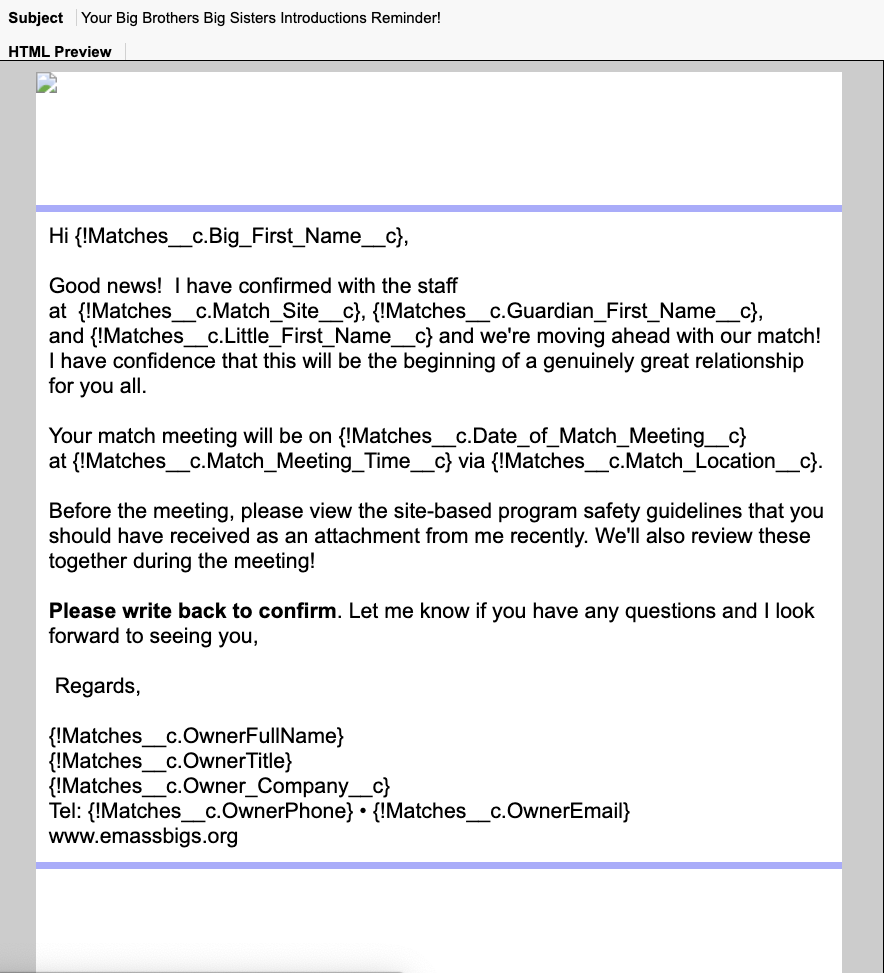 Subject Your Big Brothers Big Sisters Introductions Reminder!
HTML Preview
Hi {!Matches__c.Big_First_Name__c},
Good news!  I have confirmed with the staff
at  {!Matches__c.Match_Site__c}, {!Matches__c.Guardian_First_Name__c},
and {!Matches__c.Little_First_Name__c} and we're moving ahead with our match!
I have confidence that this will be the beginning of a genuinely great relationship
for you all.
Your match meeting will be on {!Matches__c.Date_of_Match_Meeting__c}
at {!Matches__c.Match_Meeting_Time__c} via {!Matches__c.Match_Location__c}.
Before the meeting, please view the site-based program safety guidelines that you
should have received as an attachment from me recently. We'll also review these
together during the meeting!
Please write back to confirm. Let me know if you have any questions and I look
forward to seeing you,
Regards,
{!Matches__c.OwnerFullName}
{!Matches__c.OwnerTitle}
{!Matches__c.Owner_Company__c}
Tel: {!Matches__c.OwnerPhone} • {!Matches__c.OwnerEmail}
www.emassbigs.org